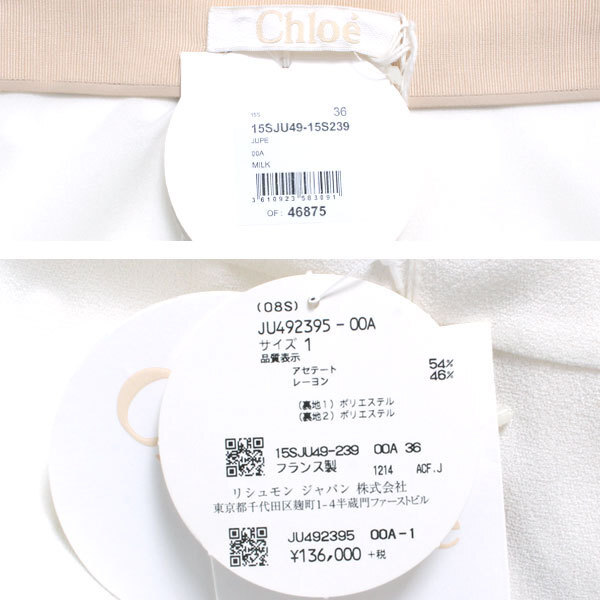 Chloé
15S 36
15SJU49-15S239
JUPE
00A
MILK
3610923583091
OF: 46875
(08S)
JU492395-00A
サイズ 1
品質表示
アセテート 54%
レーヨン 46%
(裏地1) ポリエステル
(裏地2) ポリエステル
15SJU49-239 00A 36
フランス製 1214 ACF.J
リシュモン ジャパン 株式会社
東京都千代田区麹町1-4半蔵門ファーストビル
JU492395 00A-1
¥136,000 +税